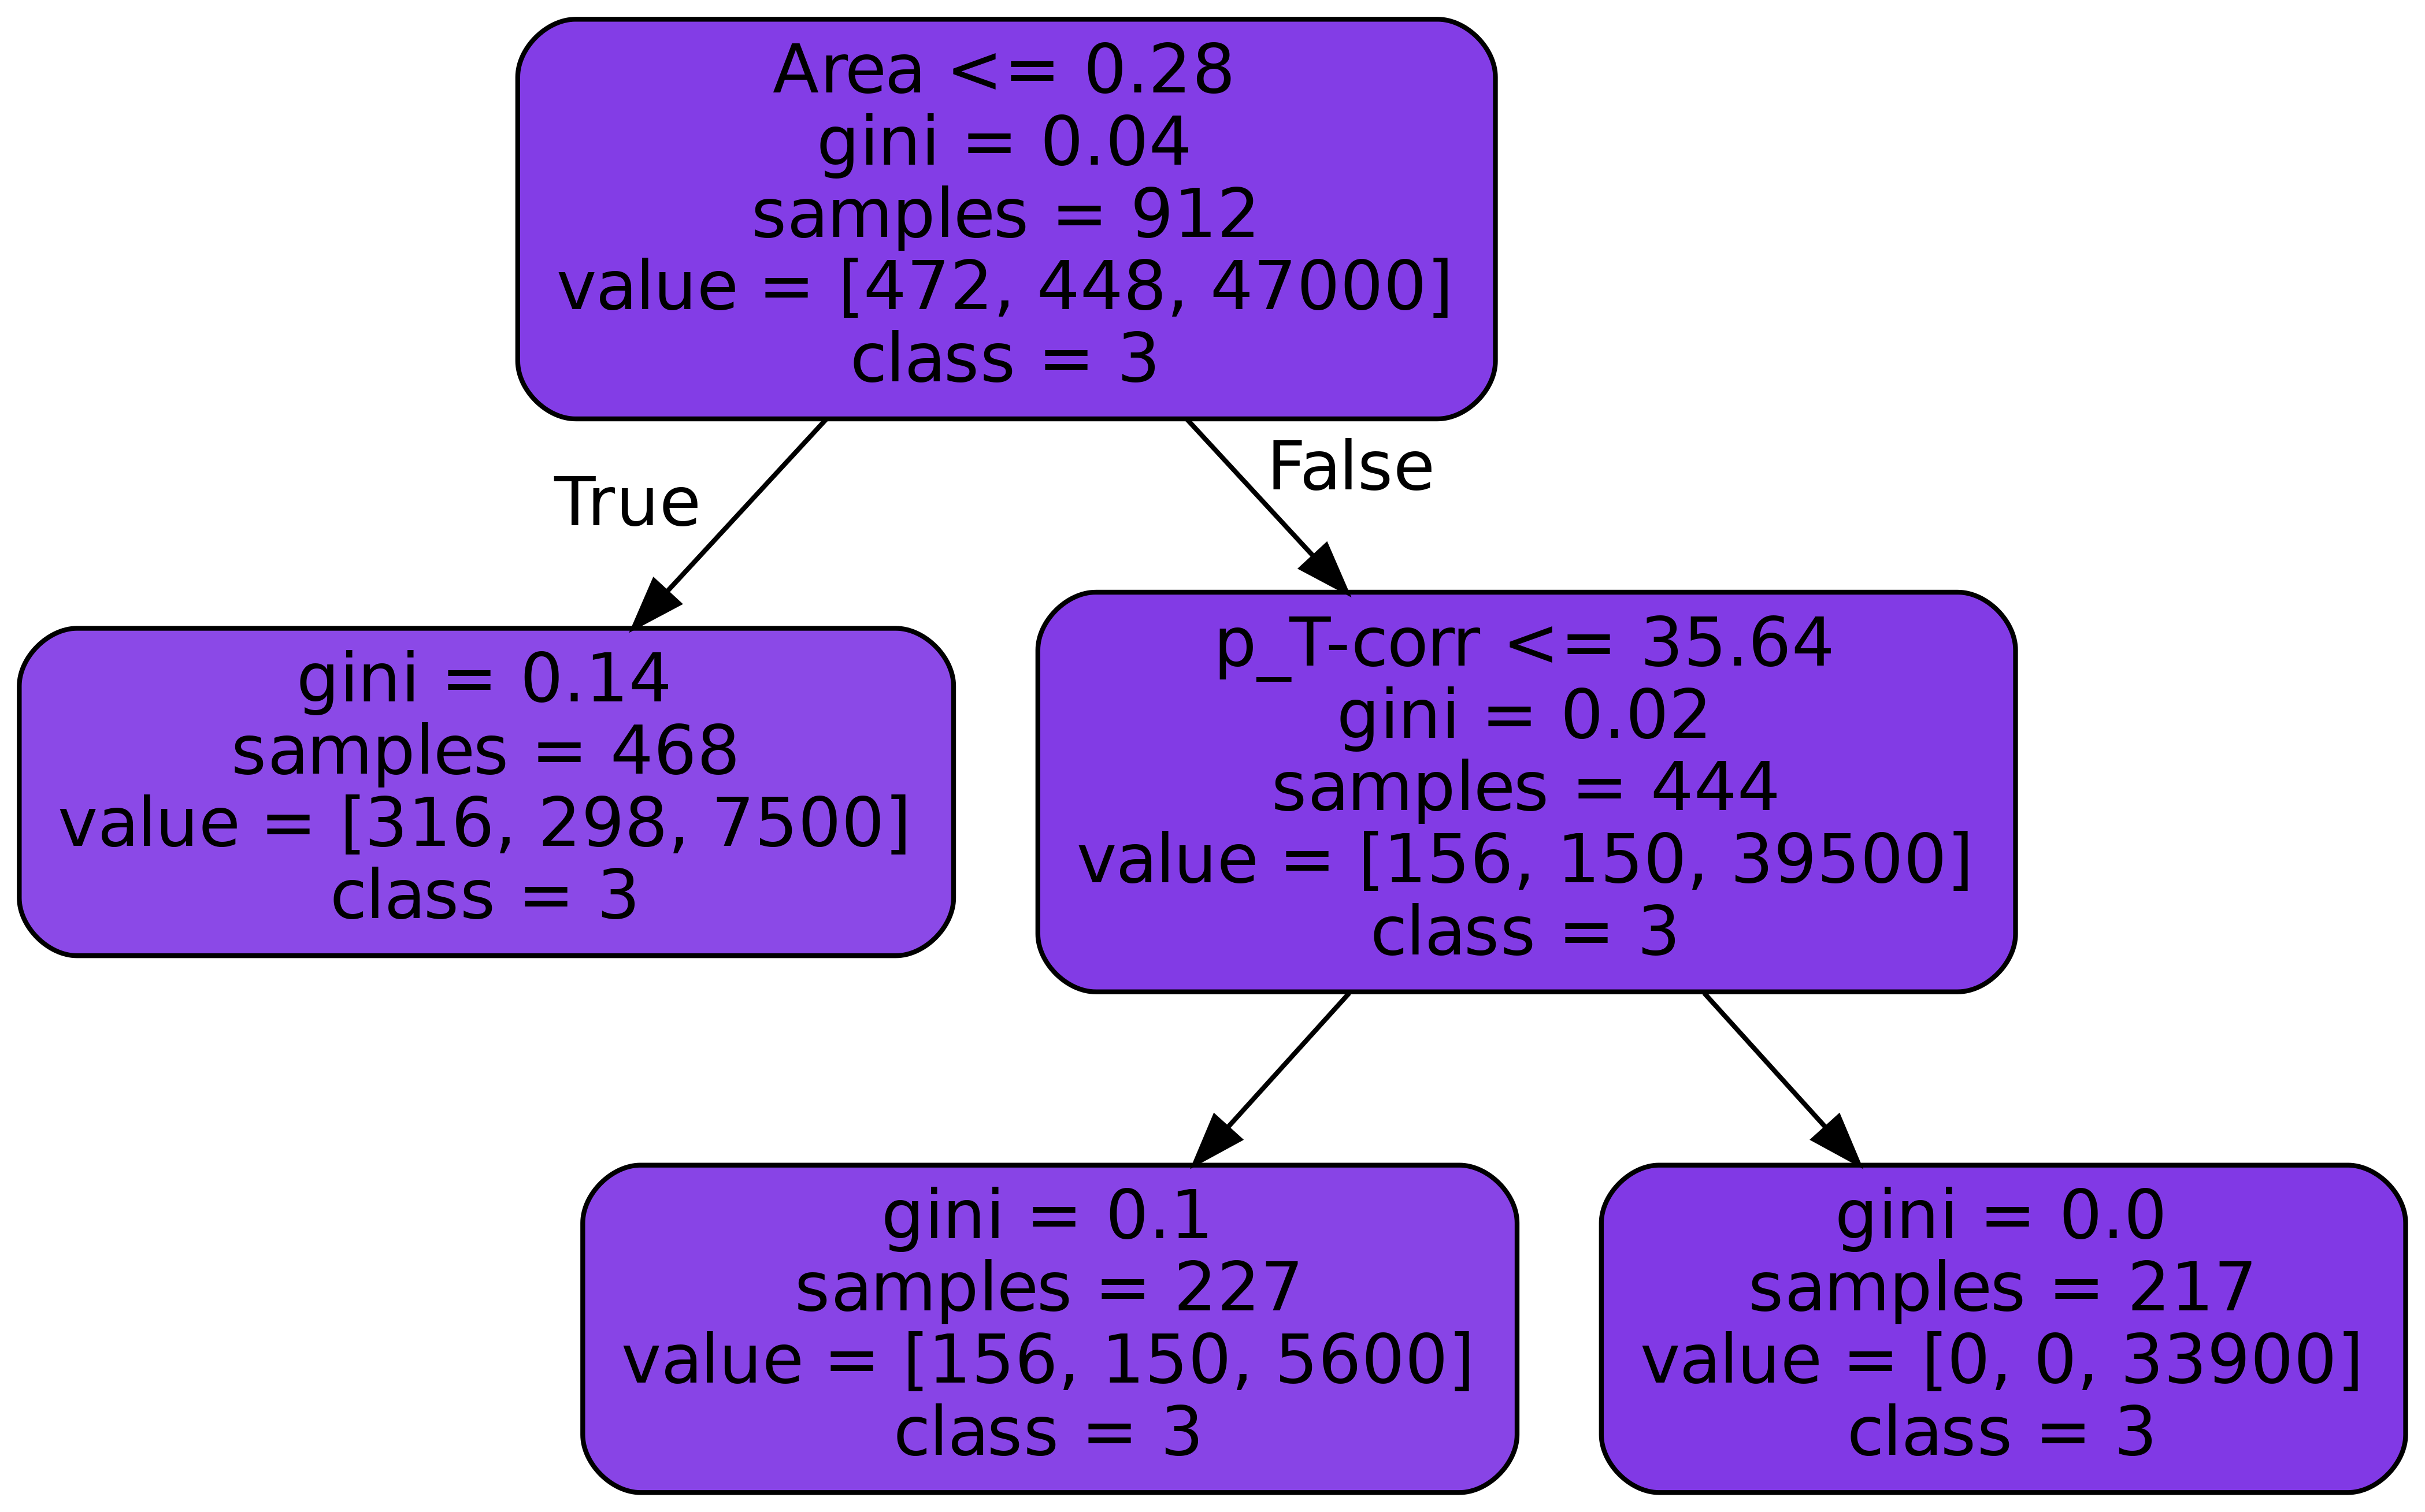 Area <= 0.28
gini = 0.04
samples = 912
value = [472, 448, 47000]
class = 3
True
False
gini = 0.14
samples = 468
value = [316, 298, 7500]
class = 3
p_T-corr <= 35.64
gini = 0.02
samples = 444
value = [156, 150, 39500]
class = 3
gini = 0.1
samples = 227
value = [156, 150, 5600]
class = 3
gini = 0.0
samples = 217
value = [0, 0, 33900]
class = 3